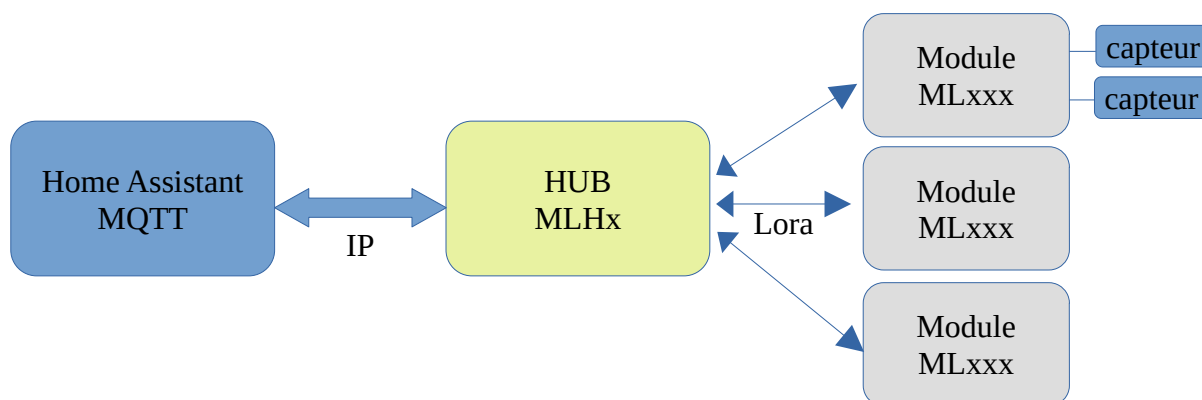 Home Assistant
MQTT
IP
HUB
MLHx
Lora
Module
MLxxx
capteur
capteur
Module
MLxxx
Module
MLxxx